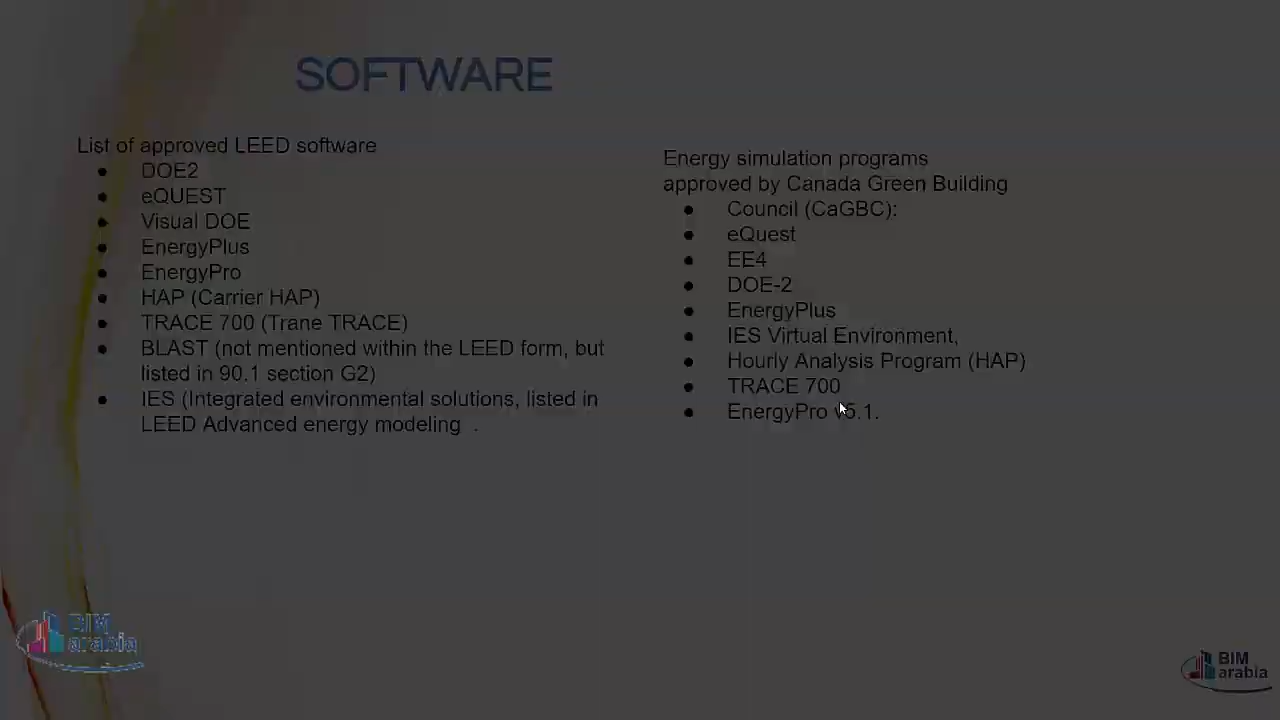 SOFTWARE
List of approved LEED software
● DOE2
● eQUEST
● Visual DOE
● EnergyPlus
● EnergyPro
● HAP (Carrier HAP)
● TRACE 700 (Trane TRACE)
● BLAST (not mentioned within the LEED form, but
listed in 90.1 section G2)
● IES (Integrated environmental solutions, listed in
LEED Advanced energy modeling .
Energy simulation programs
approved by Canada Green Building
● Council (CaGBC):
● eQuest
● EE4
● DOE-2
● EnergyPlus
● IES Virtual Environment,
● Hourly Analysis Program (HAP)
● TRACE 700
● EnergyPro v5.1.
BIM
arabia
BIM
arabia